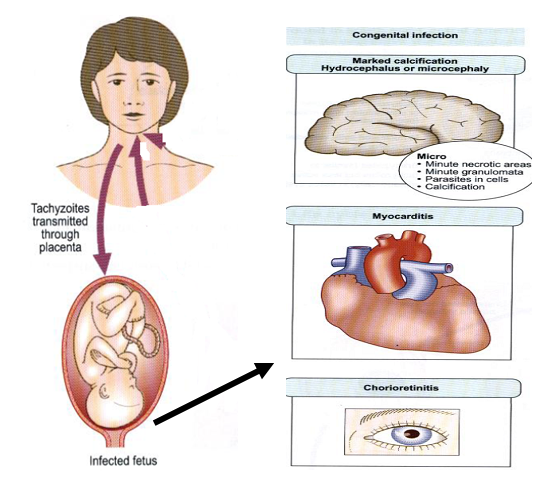 Tachyzoites
transmitted
through
placenta
Infected fetus
Congenital infection
Marked calcification
Hydrocephalus or microcephaly
Micro
• Minute necrotic areas
• Minute granulomata
• Parasites in cells
• Calcification
Myocarditis
Chorioretinitis